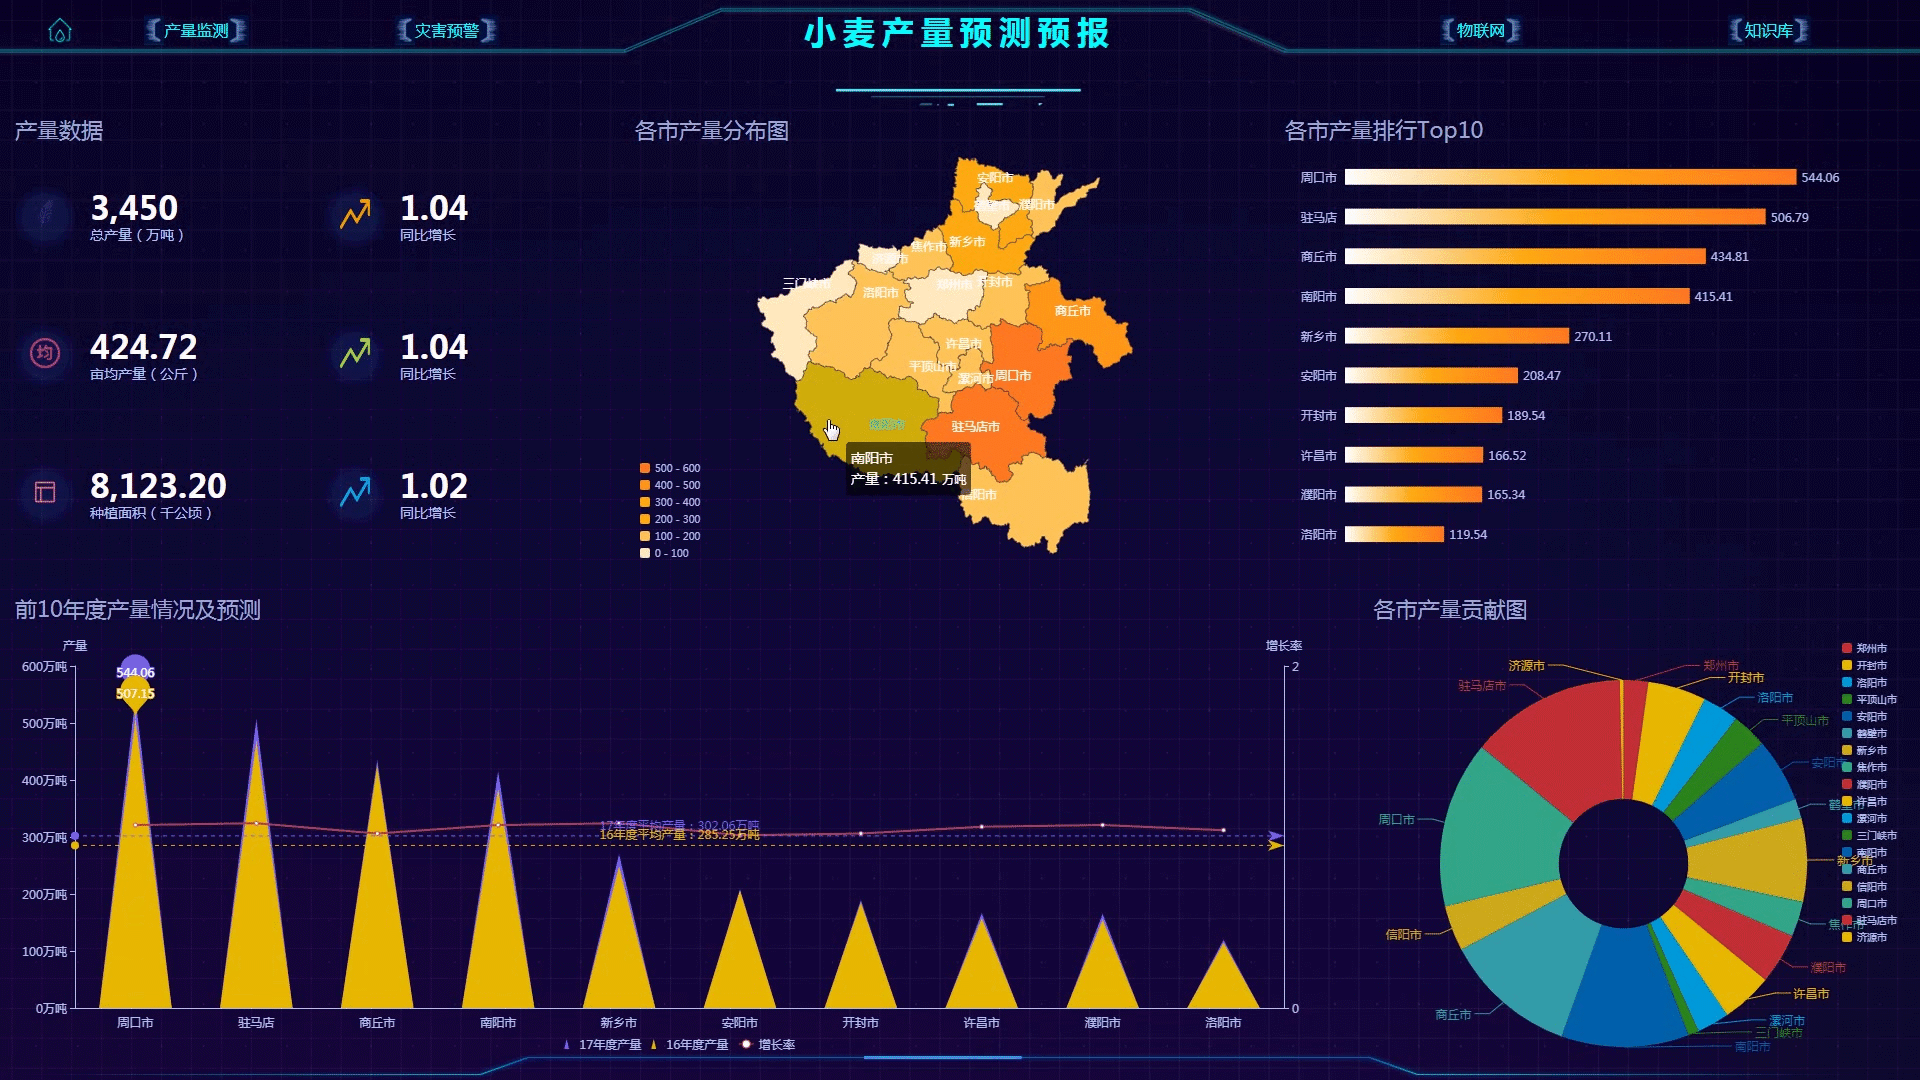 产量监测
灾害预警
小麦产量预测预报
物联网
知识库
产量数据
3,450
总产量（万吨）
1.04
同比增长
均
424.72
亩均产量（公斤）
1.04
同比增长
8,123.20
种植面积（千公顷）
1.02
同比增长
各市产量分布图
安阳市
濮阳市
新乡市
焦作市
济源市
三门峡市
洛阳市
郑州市
开封市
商丘市
许昌市
平顶山市
漯河市
周口市
驻马店市
南阳市
产量：415.41 万吨
信阳市
500 - 600
400 - 500
300 - 400
200 - 300
100 - 200
0 - 100
各市产量排行Top10
周口市 544.06
驻马店 506.79
商丘市 434.81
南阳市 415.41
新乡市 270.11
安阳市 208.47
开封市 189.54
许昌市 166.52
濮阳市 165.34
洛阳市 119.54
前10年度产量情况及预测
产量
增长率
600万吨
500万吨
400万吨
300万吨
200万吨
100万吨
0万吨
544.06
507.15
17年度平均产量：302.06万吨
16年度平均产量：285.25万吨
2
0
周口市 驻马店 商丘市 南阳市 新乡市 安阳市 开封市 许昌市 濮阳市 洛阳市
17年度产量 16年度产量 增长率
各市产量贡献图
济源市
郑州市
开封市
洛阳市
平顶山市
安阳市
鹤壁市
新乡市
焦作市
濮阳市
许昌市
漯河市
三门峡市
南阳市
商丘市
信阳市
周口市
驻马店市
郑州市
开封市
洛阳市
平顶山市
安阳市
鹤壁市
新乡市
焦作市
濮阳市
许昌市
漯河市
三门峡市
南阳市
商丘市
信阳市
周口市
驻马店市
济源市